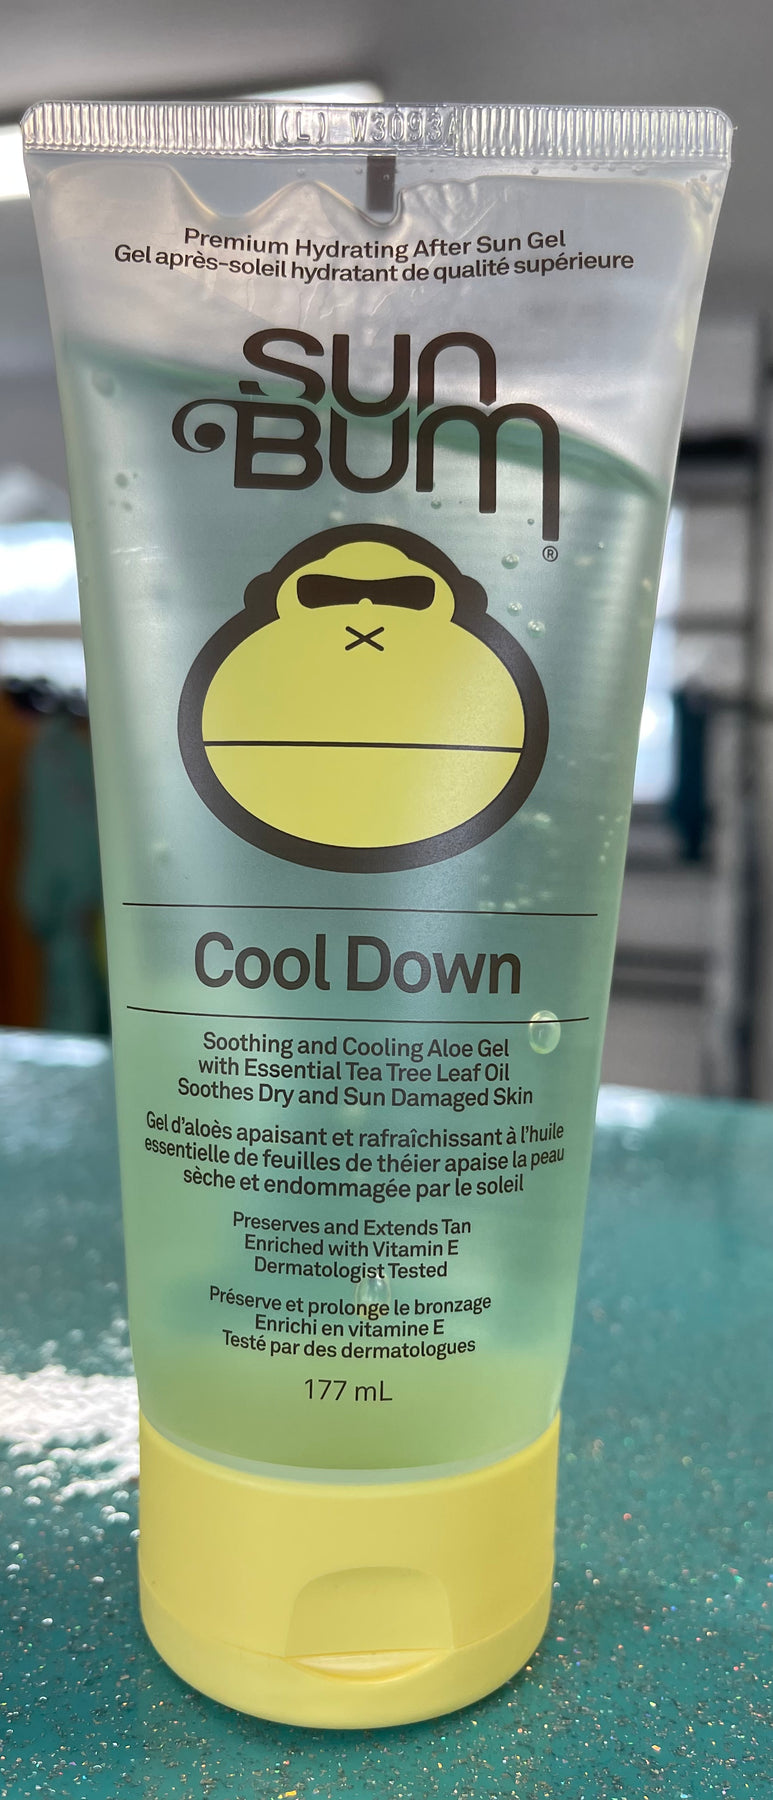 (L) W3093A
Premium Hydrating After Sun Gel
Gel après-soleil hydratant de qualité supérieure
sun
BUM
®
Cool Down
Soothing and Cooling Aloe Gel
with Essential Tea Tree Leaf Oil
Soothes Dry and Sun Damaged Skin
Gel d'aloès apaisant et rafraîchissant à l'huile
essentielle de feuilles de théier apaise la peau
sèche et endommagée par le soleil
Preserves and Extends Tan
Enriched with Vitamin E
Dermatologist Tested
Préserve et prolonge le bronzage
Enrichi en vitamine E
Testé par des dermatologues
177 mL